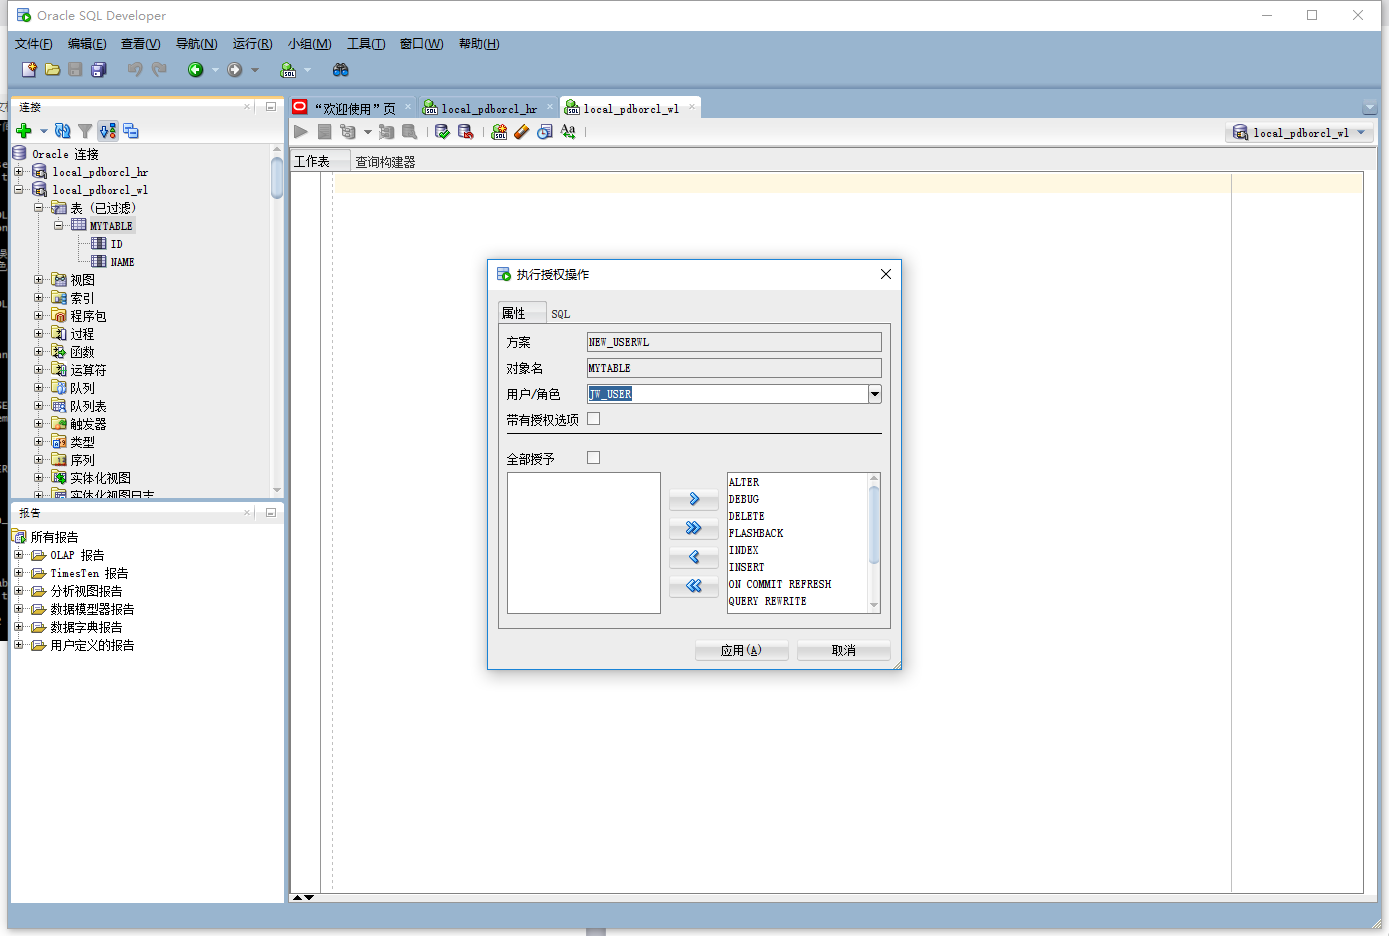 Oracle SQL Developer
文件(F) 编辑(E) 查看(V) 导航(N) 运行(R) 小组(M) 工具(T) 窗口(W) 帮助(H)
连接
Oracle 连接
local_pdborcl_hr
local_pdborcl_wl
表 (已过滤)
MYTABLE
ID
NAME
视图
索引
程序包
过程
函数
运算符
队列
队列表
触发器
类型
序列
实体化视图
实体化视图日志
报告
所有报告
OLAP 报告
TimesTen 报告
分析视图报告
数据模型器报告
数据字典报告
用户定义的报告
“欢迎使用”页 local_pdborcl_hr local_pdborcl_wl
local_pdborcl_wl
工作表 查询构建器
执行授权操作
属性 SQL
方案 NEW_USERWL
对象名 MYTABLE
用户/角色 JW_USER
带有授权选项
全部授予
ALTER
DEBUG
DELETE
FLASHBACK
INDEX
INSERT
ON COMMIT REFRESH
QUERY REWRITE
应用(A) 取消